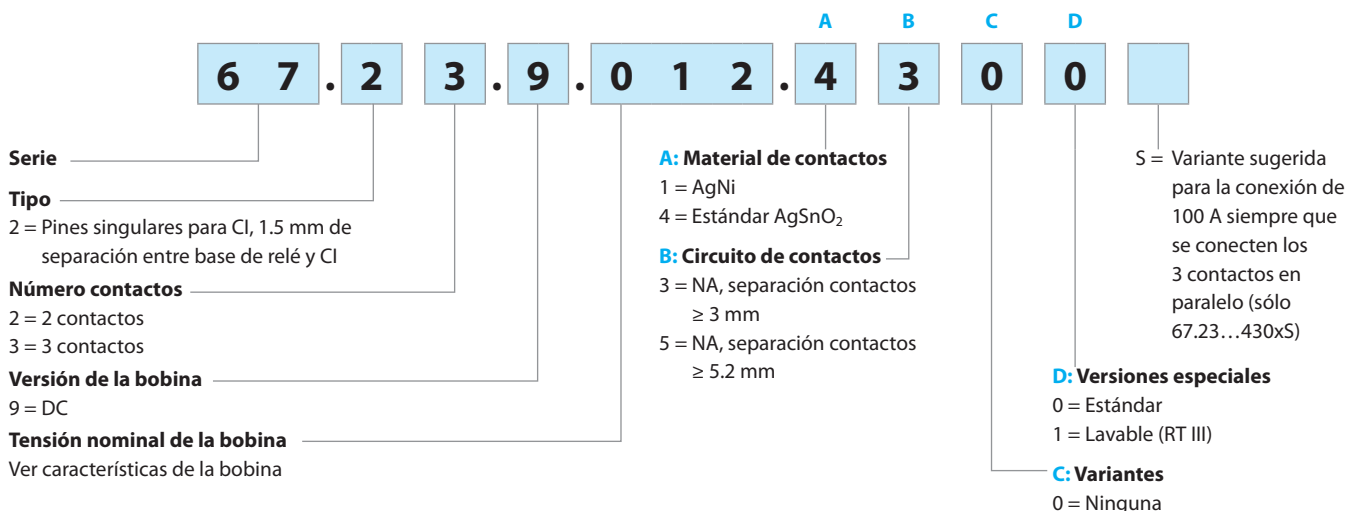 A B C D
6 7 . 2 3 . 9 . 0 1 2 . 4 3 0 0
Serie
Tipo
2 = Pines singulares para CI, 1.5 mm de
separación entre base de relé y CI
Número contactos
2 = 2 contactos
3 = 3 contactos
Versión de la bobina
9 = DC
Tensión nominal de la bobina
Ver características de la bobina
A: Material de contactos
1 = AgNi
4 = Estándar AgSnO₂
B: Circuito de contactos
3 = NA, separación contactos
≥ 3 mm
5 = NA, separación contactos
≥ 5.2 mm
S = Variante sugerida
para la conexión de
100 A siempre que
se conecten los
3 contactos en
paralelo (sólo
67.23…430xS)
D: Versiones especiales
0 = Estándar
1 = Lavable (RT III)
C: Variantes
0 = Ninguna